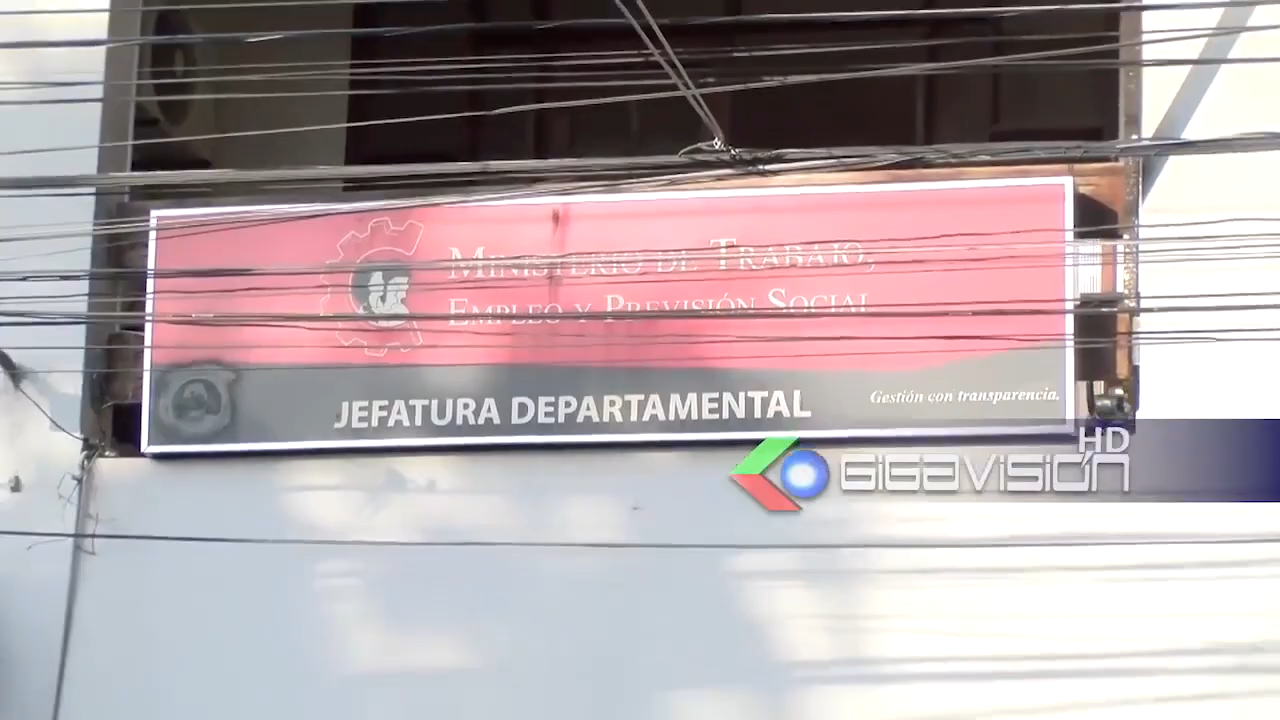 MINISTERIO DE TRABAJO,
EMPLEO Y PREVISIÓN SOCIAL
JEFATURA DEPARTAMENTAL
Gestión con transparencia.
HD
GIGAVISIÓN